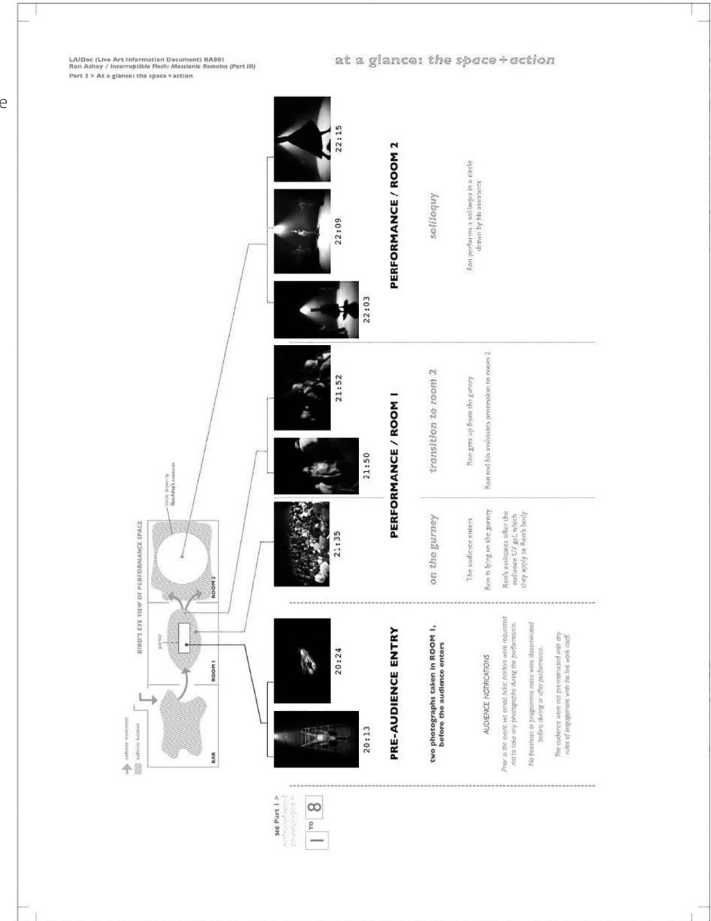 LAIDoc (Live Art Information Document) RA001
Ron Athey / Incorruptible Flesh: Messianic Remains (Part III)
Part 3 > At a glance: the space + action
at a glance: the space + action
BIRD'S EYE VIEW OF PERFORMANCE SPACE
audience movement
audience location
BAR
ROOM 1
gurney
ROOM 2
circle drawn by
Ron Athey's assistants
see Part 1 >
1 TO 8
20:13
20:24
21:35
21:50
21:52
22:03
22:09
22:15
PRE-AUDIENCE ENTRY
two photographs taken in ROOM 1,
before the audience enters
AUDIENCE NOTIFICATIONS
Prior to the event, via email, ticket holders were requested
not to take any photographs during the performance.
No freesheets or programme notes were disseminated
before, during or after performance.
The audience were not pre-instructed with any
rules of engagement with the live work itself.
PERFORMANCE / ROOM 1
on the gurney
The audience enters
Ron is lying on the gurney
Ron's assistants offer the
audience UV gel, which
they apply to Ron's body
transition to room 2
Ron gets up from the gurney
Ron and his assistants procession to room 2
PERFORMANCE / ROOM 2
soliloquy
Ron performs a soliloquy in a circle
drawn by his assistants